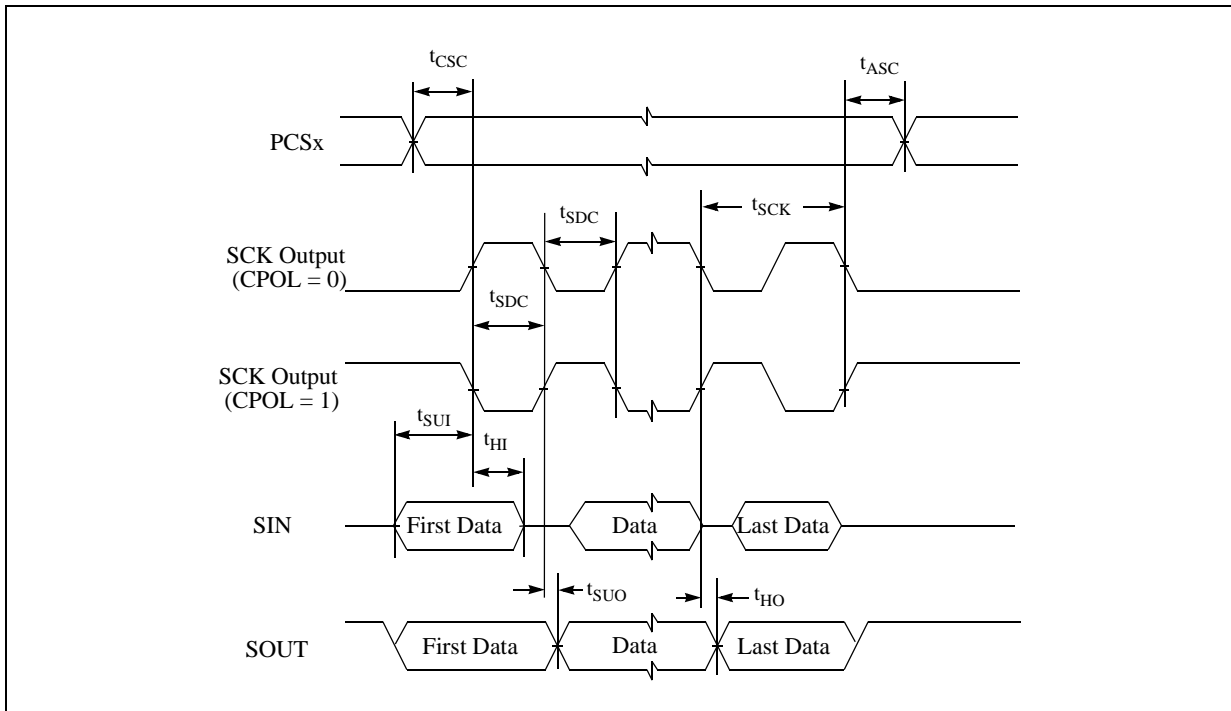 tCSC
tASC
PCSx
tSCK
tSDC
SCK Output
(CPOL = 0)
tSDC
SCK Output
(CPOL = 1)
tSUI
tHI
SIN
First Data
Data
Last Data
tSUO
tHO
SOUT
First Data
Data
Last Data